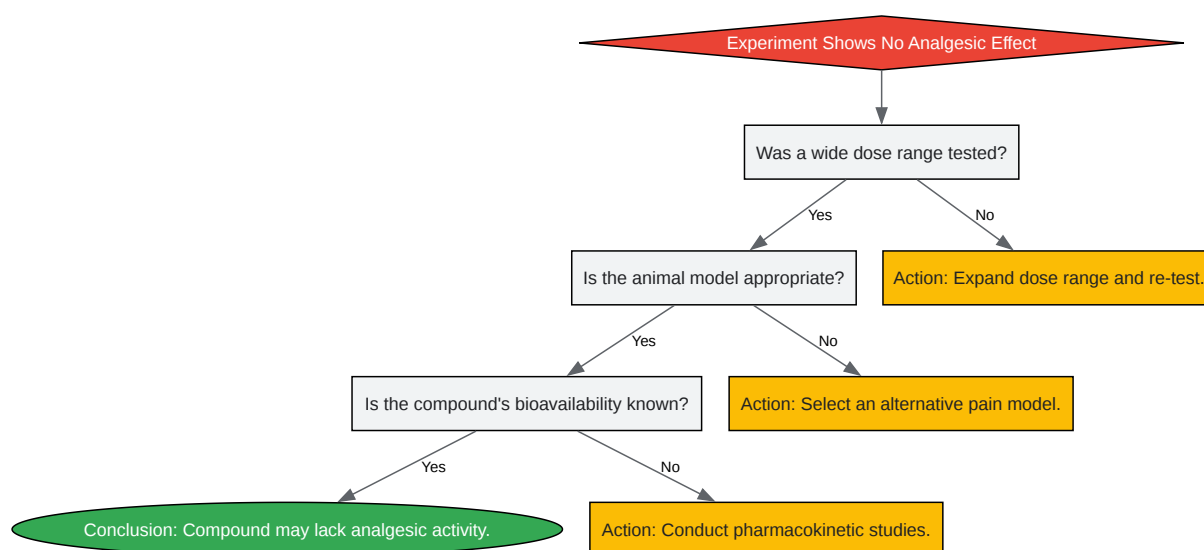 Experiment Shows No Analgesic Effect
Was a wide dose range tested?
Yes
No
Is the animal model appropriate?
Action: Expand dose range and re-test.
Yes
No
Is the compound's bioavailability known?
Action: Select an alternative pain model.
Yes
No
Conclusion: Compound may lack analgesic activity.
Action: Conduct pharmacokinetic studies.